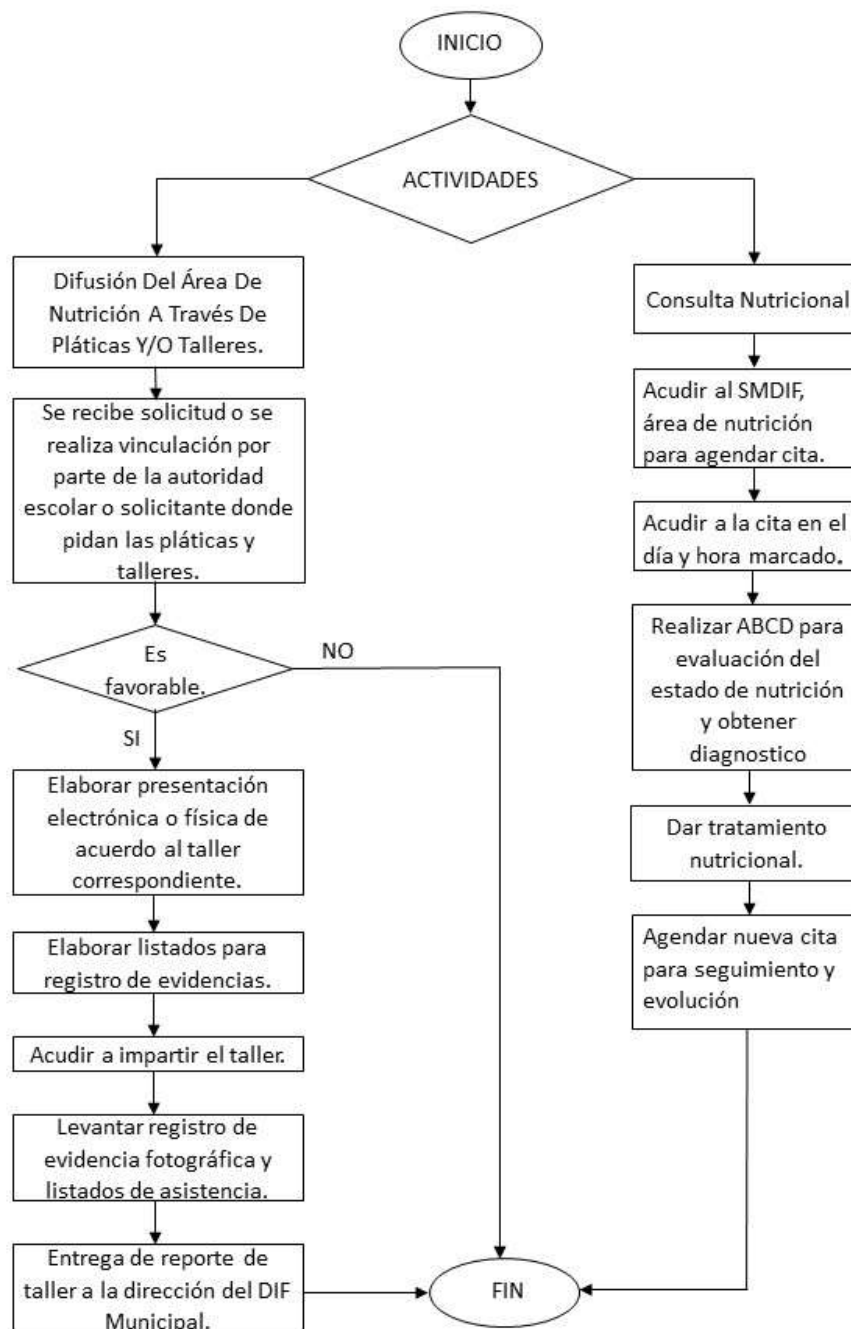 INICIO
ACTIVIDADES
Difusión Del Área De
Nutrición A Través De
Pláticas Y/O Talleres.
Se recibe solicitud o se
realiza vinculación por
parte de la autoridad
escolar o solicitante donde
pidan las pláticas y
talleres.
Es
favorable.
NO
SI
Elaborar presentación
electrónica o física de
acuerdo al taller
correspondiente.
Elaborar listados para
registro de evidencias.
Acudir a impartir el taller.
Levantar registro de
evidencia fotográfica y
listados de asistencia.
Entrega de reporte de
taller a la dirección del DIF
Municipal.
Consulta Nutricional
Acudir al SMDIF,
área de nutrición
para agendar cita.
Acudir a la cita en el
día y hora marcado.
Realizar ABCD para
evaluación del
estado de nutrición
y obtener
diagnostico
Dar tratamiento
nutricional.
Agendar nueva cita
para seguimiento y
evolución
FIN